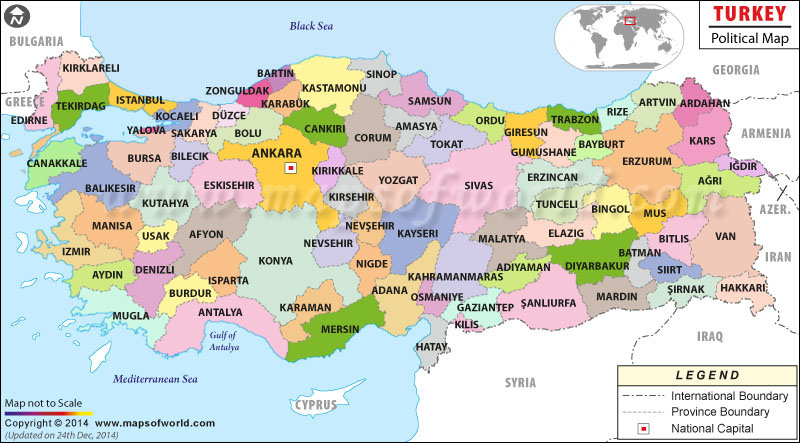 N
TURKEY
Political Map
Black Sea
BULGARIA
GEORGIA
GREECE
ARMENIA
AZER.
IRAN
IRAQ
SYRIA
CYPRUS
Mediterranean Sea
Gulf of
Antalya
KIRKLARELI
EDIRNE
TEKIRDAG
ISTANBUL
KOCAELI
YALOVA
SAKARYA
DÜZCE
ZONGULDAK
BARTIN
KARABÜK
KASTAMONU
SINOP
SAMSUN
ORDU
GIRESUN
TRABZON
RIZE
ARTVIN
ARDAHAN
CANAKKALE
BALIKESIR
BURSA
BILECIK
BOLU
ANKARA
CANKIRI
CORUM
AMASYA
TOKAT
GUMUSHANE
BAYBURT
ERZURUM
KARS
IĞDIR
AĞRI
KUTAHYA
ESKISEHIR
KIRIKKALE
KIRSEHIR
YOZGAT
SIVAS
ERZINCAN
TUNCELI
BINGOL
MUS
MANISA
USAK
AFYON
IZMIR
AYDIN
DENIZLI
BURDUR
ISPARTA
KONYA
NEVSEHIR
NEVŞEHIR
KAYSERI
MALATYA
ELAZIG
DIYARBAKUR
BATMAN
BITLIS
VAN
SIIRT
HAKKARI
ŞIRNAK
MARDIN
ŞANLIURFA
ADIYAMAN
KAHRAMANMARAS
NIGDE
ADANA
OSMANIYE
GAZIANTEP
KILIS
HATAY
MERSIN
KARAMAN
ANTALYA
MUGLA
www.mapsofworld.com
LEGEND
International Boundary
Province Boundary
National Capital
Map not to Scale
Copyright © 2014 www.mapsofworld.com
(Updated on 24th Dec, 2014)